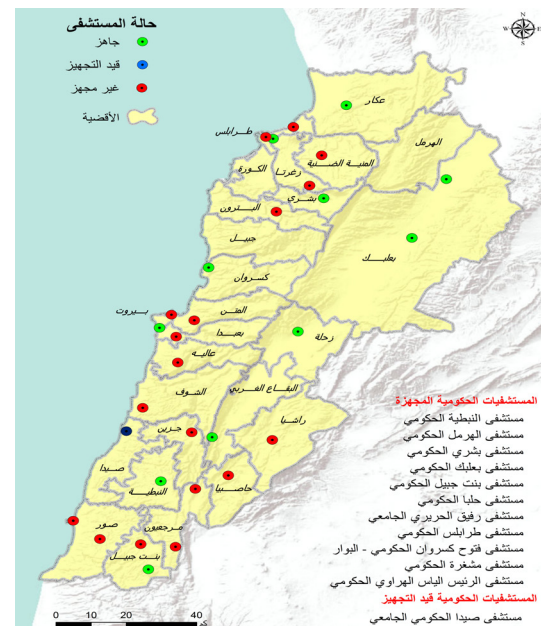 حالة المستشفى
جاهز
قيد التجهيز
غير مجهز
الأقضية
N
W E
S
عكار
طرابلس
الهرمل
المنية الضنية
زغرتا
الكورة
بشري
البترون
جبيل
بعلبك
كسروان
المتن
بيروت
بعبدا
زحلة
عالية
الشوف
البقاع الغربي
راشيا
جزين
صيدا
حاصبيا
النبطية
صور
مرجعيون
بنت جبيل
المستشفيات الحكومية المجهزة
مستشفى النبطية الحكومي
مستشفى الهرمل الحكومي
مستشفى بشري الحكومي
مستشفى بعلبك الحكومي
مستشفى بنت جبيل الحكومي
مستشفى حلبا الحكومي
مستشفى رفيق الحريري الجامعي
مستشفى طرابلس الحكومي
مستشفى فتوح كسروان الحكومي - البوار
مستشفى مشغرة الحكومي
مستشفى الرئيس الياس الهراوي الحكومي
المستشفيات الحكومية قيد التجهيز
مستشفى صيدا الحكومي الجامعي
0 10 20 40
كم